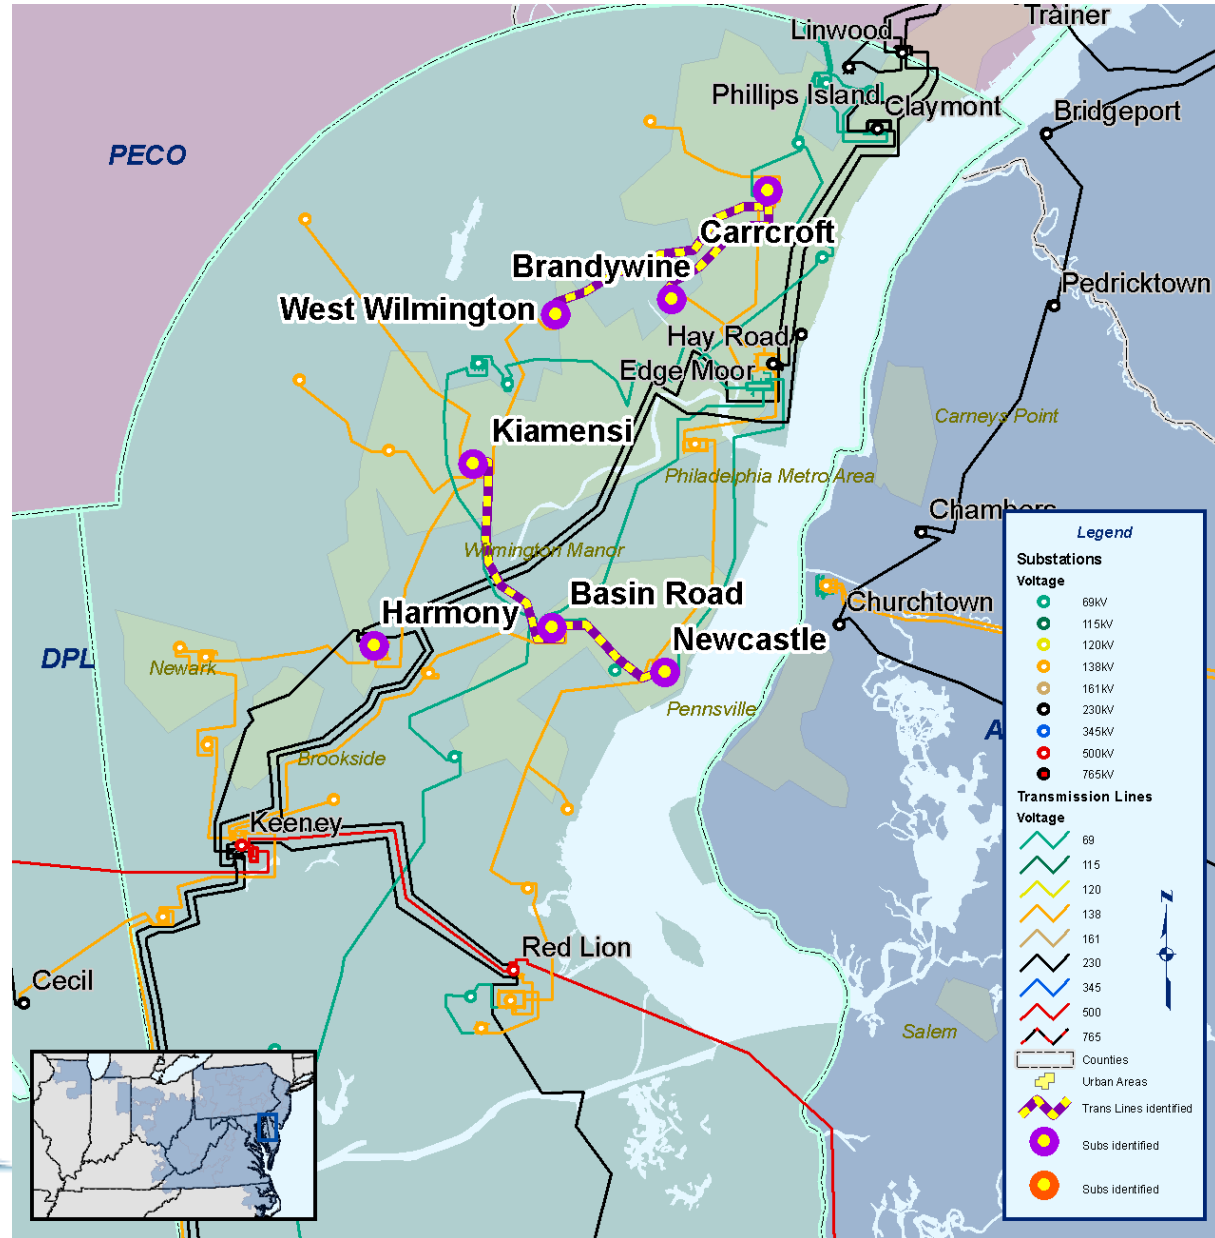 Trainer
Linwood
Phillips Island
Claymont
Bridgeport
PECO
Carrcroft
Brandywine
Pedricktown
West Wilmington
Hay Road
Edge Moor
Carneys Point
Kiamensi
Philadelphia Metro Area
Chambers
Wilmington Manor
Basin Road
Harmony
Churchtown
Newcastle
DPL
Newark
Pennsville
A
Brookside
Keeney
Red Lion
Cecil
Salem
Legend
Substations
Voltage
69kV
115kV
120kV
138kV
161kV
230kV
345kV
500kV
765kV
Transmission Lines
Voltage
69
115
120
138
161
230
345
500
765
Counties
Urban Areas
Trans Lines identified
Subs identified
Subs identified
N